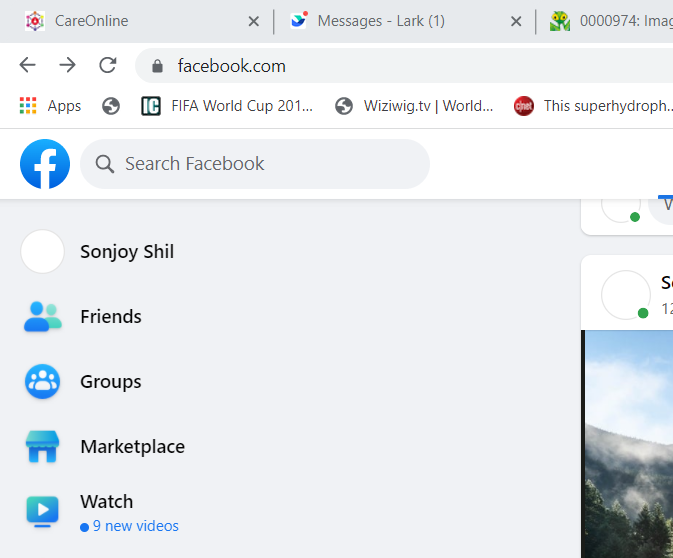 CareOnline
Messages - Lark (1)
0000974: Imag
facebook.com
Apps
FIFA World Cup 201...
Wiziwig.tv | World...
cnet
This superhydroph...
Search Facebook
Sonjoy Shil
Friends
Groups
Marketplace
Watch
9 new videos